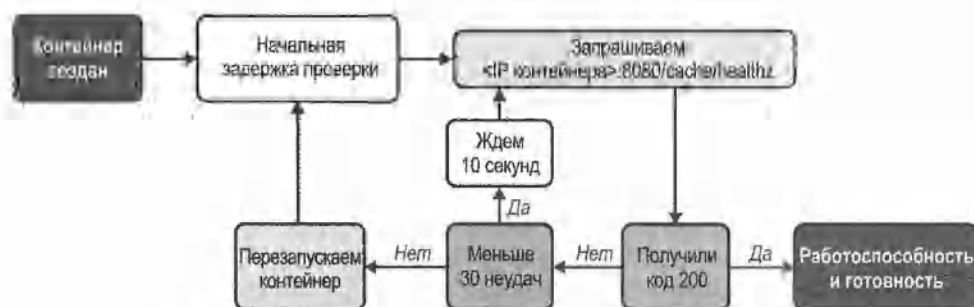 Контейнер
создан
Начальная
задержка проверки
Запрашиваем
<IP контейнера>:8080/cache/healthz
Ждем
10 секунд
Да
Перезапускаем
контейнер
Нет
Меньше
30 неудач
Нет
Получили
код 200
Да
Работоспособность
и готовность